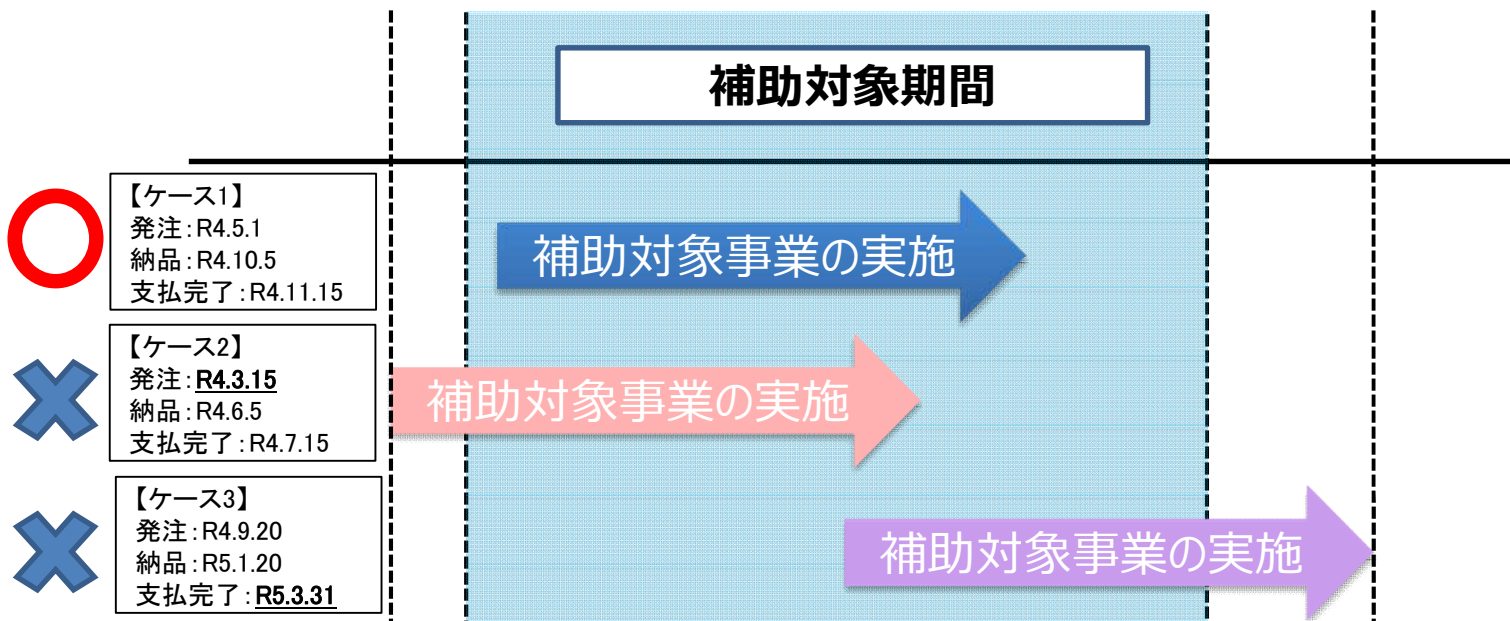 補助対象期間
【ケース1】
発注:R4.5.1
納品:R4.10.5
支払完了:R4.11.15
補助対象事業の実施
【ケース2】
発注:R4.3.15
納品:R4.6.5
支払完了:R4.7.15
補助対象事業の実施
【ケース3】
発注:R4.9.20
納品:R5.1.20
支払完了:R5.3.31
補助対象事業の実施